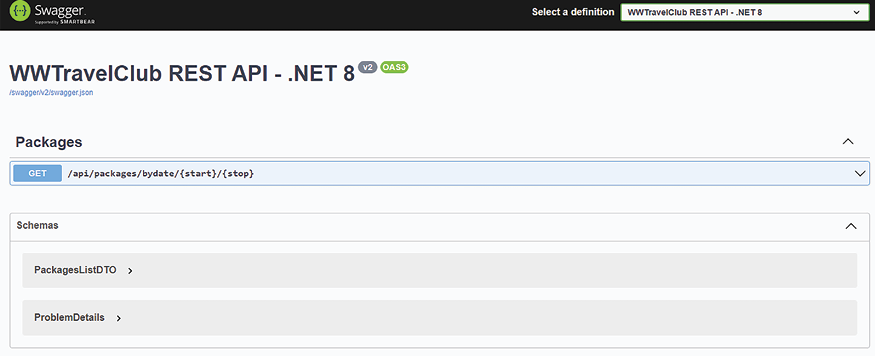 Swagger.
Supported by SMARTBEAR
Select a definition
WWTravelClub REST API - .NET 8
WWTravelClub REST API - .NET 8 v2 OAS3
/swagger/v2/swagger.json
Packages
GET /api/packages/bydate/{start}/{stop}
Schemas
PackagesListDTO
ProblemDetails